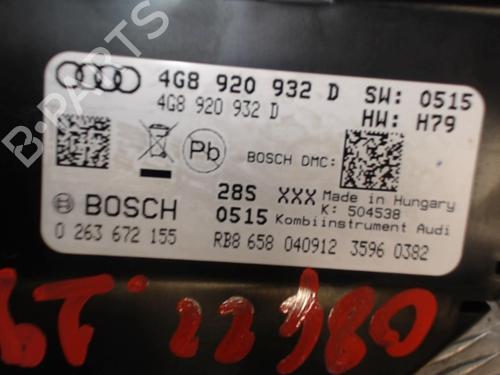 4G8 920 932 D SW: 0515
4G8 920 932 D HW: H79
Pb BOSCH DMC:
BOSCH 28S XXX Made in Hungary
K: 504538
0515 Kombiinstrument Audi
0 263 672 155 RB8 658 040912 3596 0382
B-PARTS